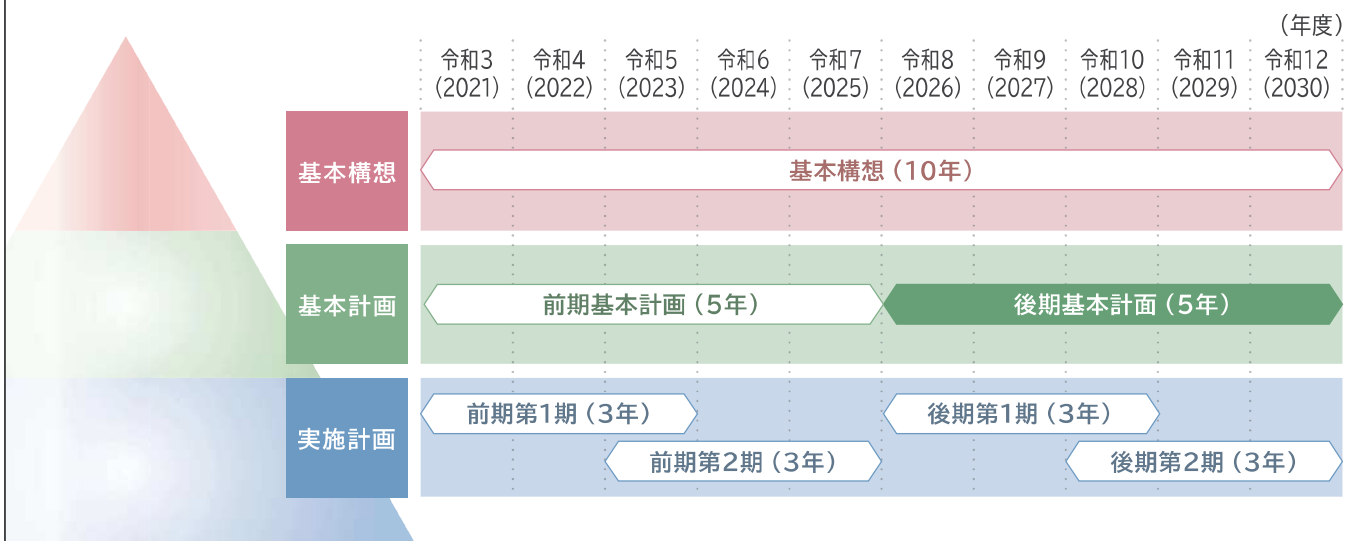 （年度）
令和3 令和4 令和5 令和6 令和7 令和8 令和9 令和10 令和11 令和12
（2021） （2022） （2023） （2024） （2025） （2026） （2027） （2028） （2029） （2030）
基本構想
基本構想（10年）
基本計画
前期基本計画（5年） 後期基本計面（5年）
実施計画
前期第1期（3年） 後期第1期（3年）
前期第2期（3年） 後期第2期（3年）